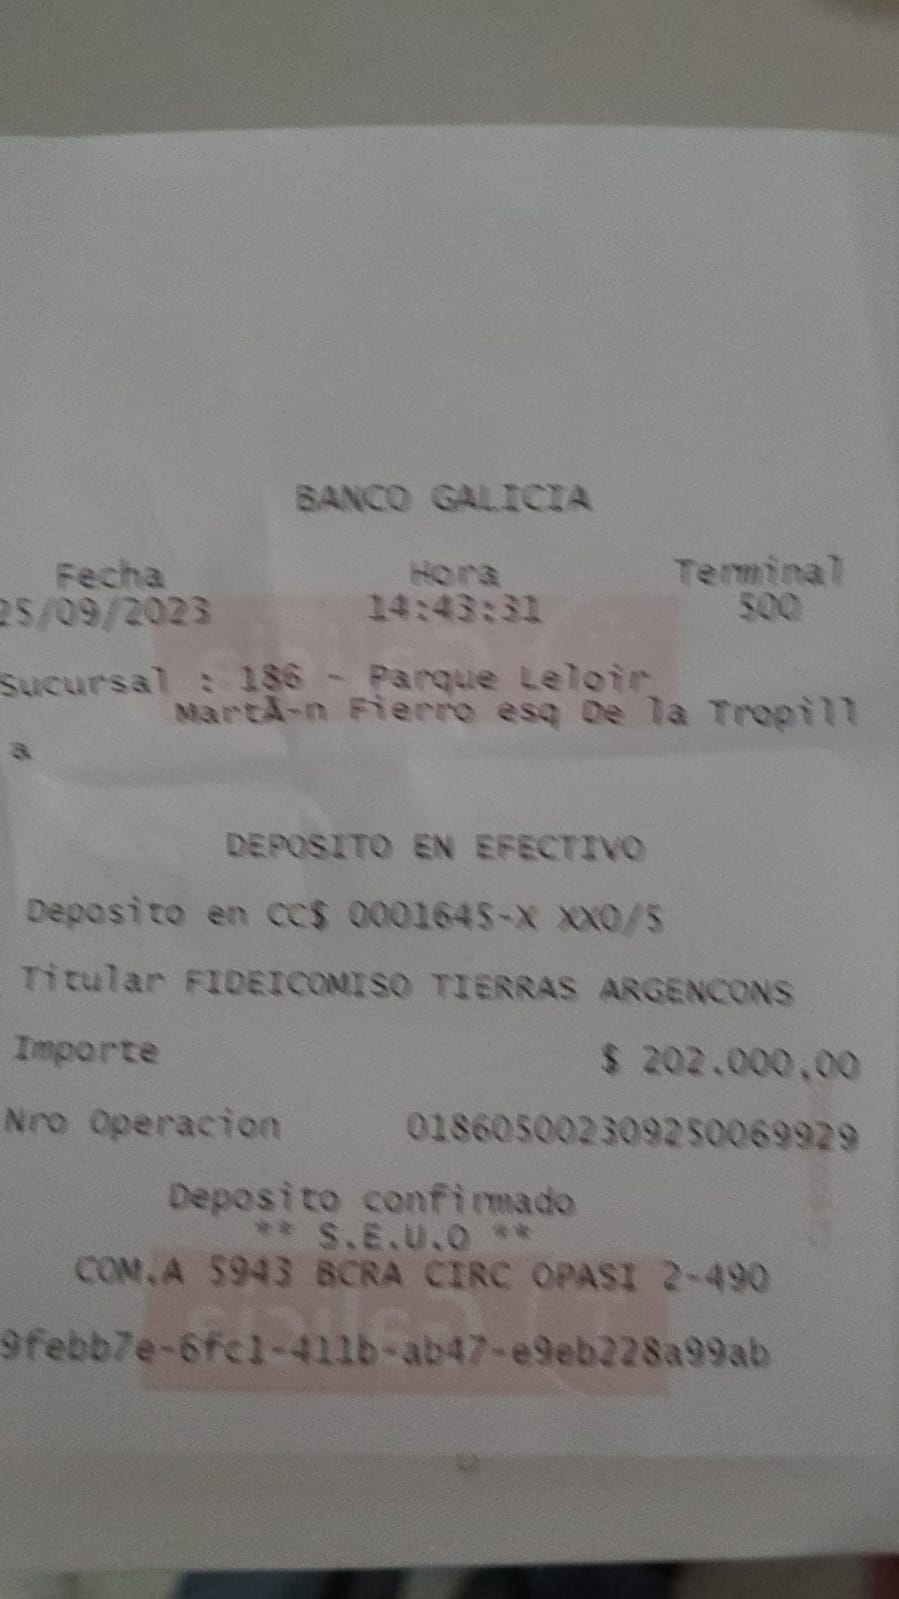 BANCO GALICIA
Fecha Hora Terminal
25/09/2023 14:43:31 500
Sucursal : 186 - Parque Leloir
MartÃ-n Fierro esq De la Tropill
a
DEPOSITO EN EFECTIVO
Deposito en CC$ 0001645-X XX0/5
Titular FIDEICOMISO TIERRAS ARGENCONS
Importe $ 202.000,00
Nro Operacion 018605002309250069929
Deposito confirmado
** S.E.U.O **
COM.A 5943 BCRA CIRC OPASI 2-490
9febb7e-6fc1-411b-ab47-e9eb228a99ab